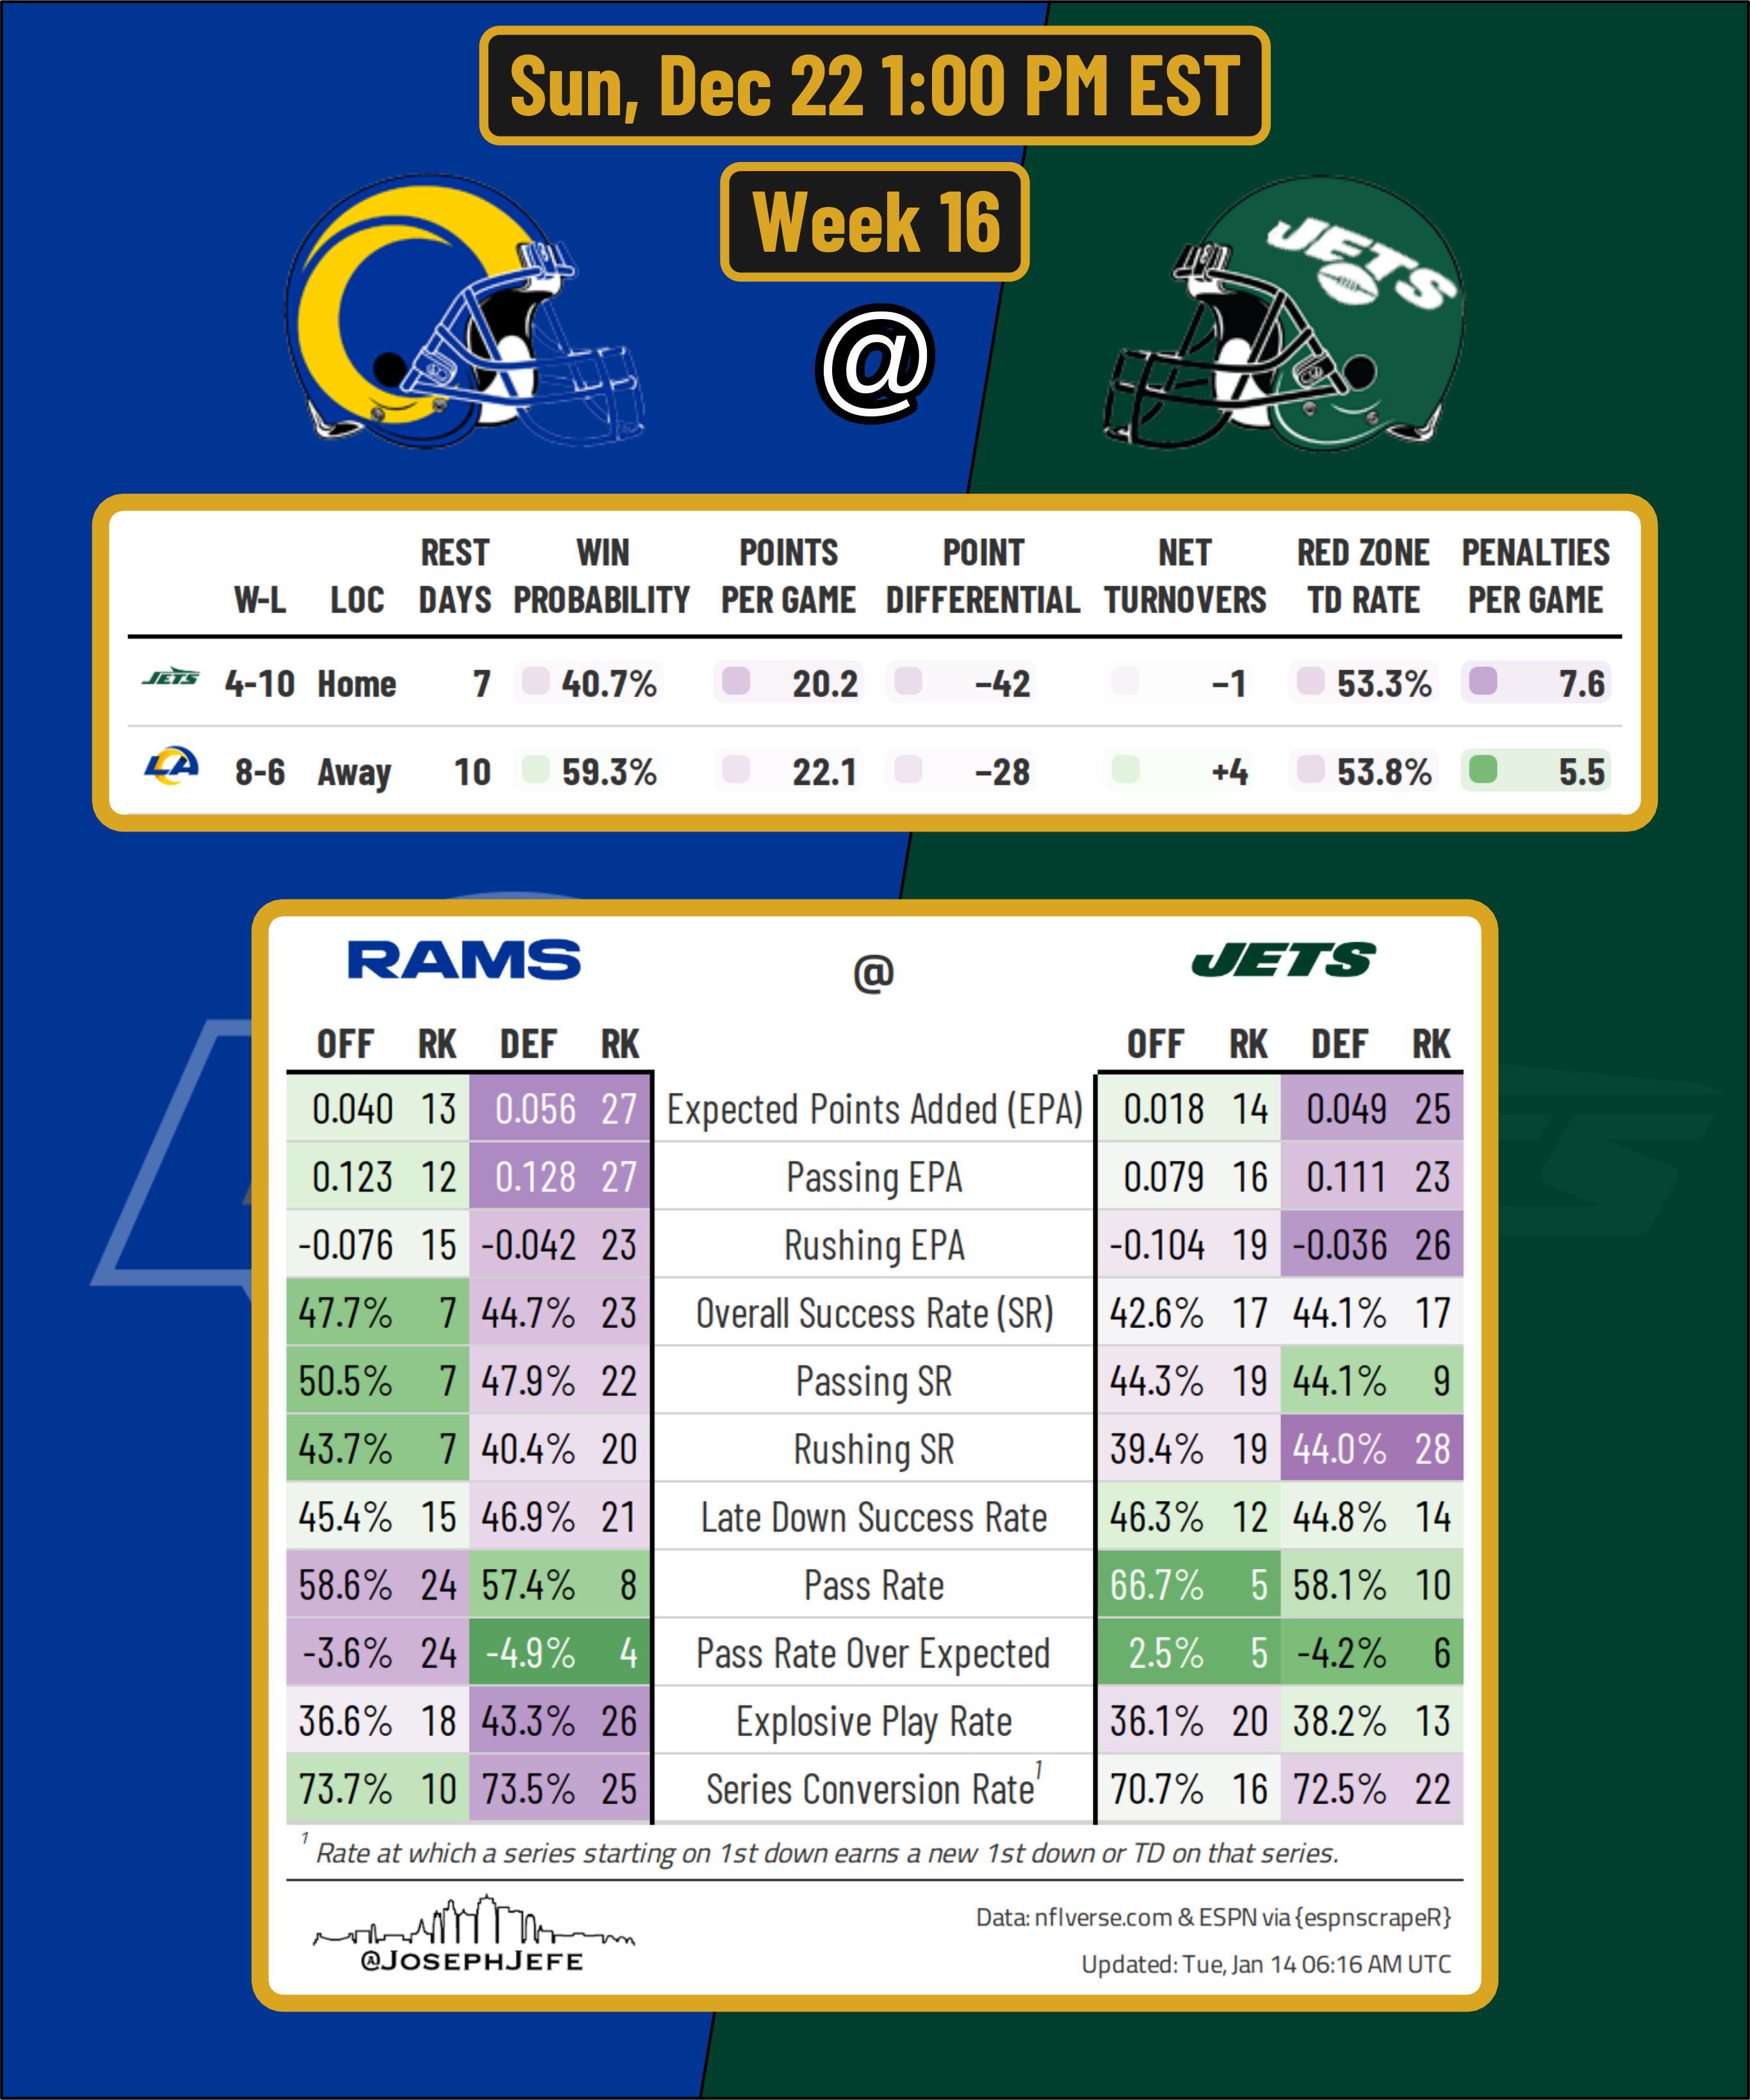 Sun, Dec 22 1:00 PM EST
Week 16
JETS
@
W-L LOC REST DAYS WIN PROBABILITY POINTS PER GAME POINT DIFFERENTIAL NET TURNOVERS RED ZONE TD RATE PENALTIES PER GAME
JETS 4-10 Home 7 40.7% 20.2 −42 −1 53.3% 7.6
LA 8-6 Away 10 59.3% 22.1 −28 +4 53.8% 5.5
RAMS @ JETS
OFF RK DEF RK OFF RK DEF RK
0.040 13 0.056 27 Expected Points Added (EPA) 0.018 14 0.049 25
0.123 12 0.128 27 Passing EPA 0.079 16 0.111 23
-0.076 15 -0.042 23 Rushing EPA -0.104 19 -0.036 26
47.7% 7 44.7% 23 Overall Success Rate (SR) 42.6% 17 44.1% 17
50.5% 7 47.9% 22 Passing SR 44.3% 19 44.1% 9
43.7% 7 40.4% 20 Rushing SR 39.4% 19 44.0% 28
45.4% 15 46.9% 21 Late Down Success Rate 46.3% 12 44.8% 14
58.6% 24 57.4% 8 Pass Rate 66.7% 5 58.1% 10
-3.6% 24 -4.9% 4 Pass Rate Over Expected 2.5% 5 -4.2% 6
36.6% 18 43.3% 26 Explosive Play Rate 36.1% 20 38.2% 13
73.7% 10 73.5% 25 Series Conversion Rate¹ 70.7% 16 72.5% 22
¹ Rate at which a series starting on 1st down earns a new 1st down or TD on that series.
@JOSEPHJEFE
Data: nflverse.com & ESPN via {espnscrapeR}
Updated: Tue, Jan 14 06:16 AM UTC